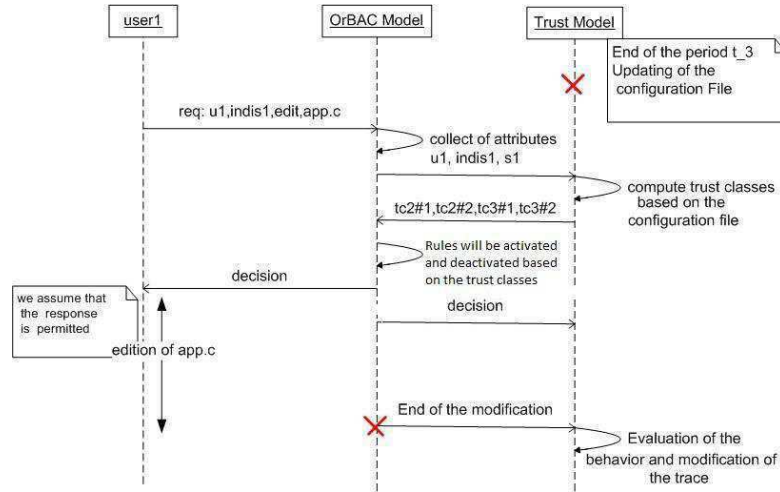 user1
OrBAC Model
Trust Model
End of the period t_3
Updating of the
configuration File
req: u1,indis1,edit,app.c
collect of attributes
u1, indis1, s1
compute trust classes
based on the
configuration file
tc2#1,tc2#2,tc3#1,tc3#2
Rules will be activated
and deactivated based
on the trust classes
decision
we assume that
the response
is permitted
decision
edition of app.c
End of the modification
Evaluation of the
behavior and modification of
the trace